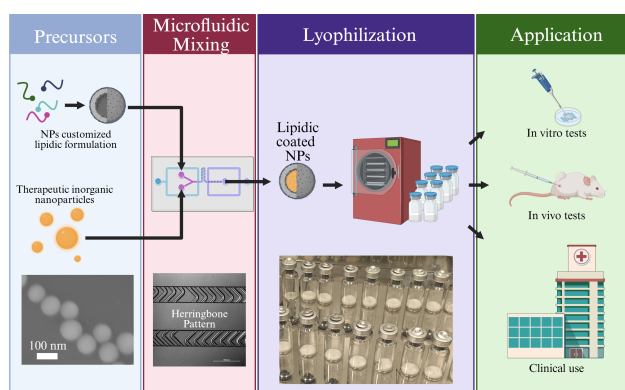 Precursors
Microfluidic
Mixing
Lyophilization
Application
NPs customized
lipidic formulation
Therapeutic inorganic
nanoparticles
100 nm
Herringbone
Pattern
Lipidic
coated
NPs
In vitro tests
In vivo tests
Clinical use